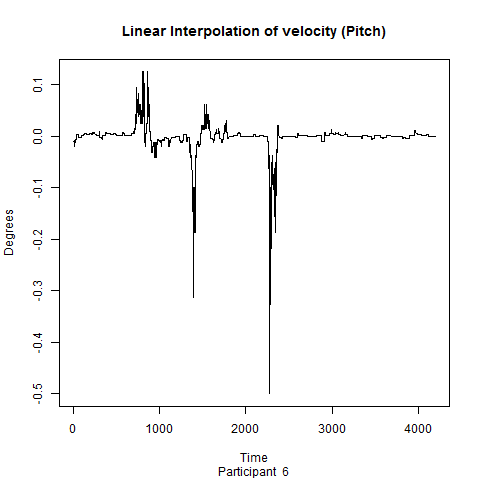 Linear Interpolation of velocity (Pitch)
0.1
0.0
-0.1
-0.2
-0.3
-0.4
-0.5
Degrees
0 1000 2000 3000 4000
Time
Participant 6